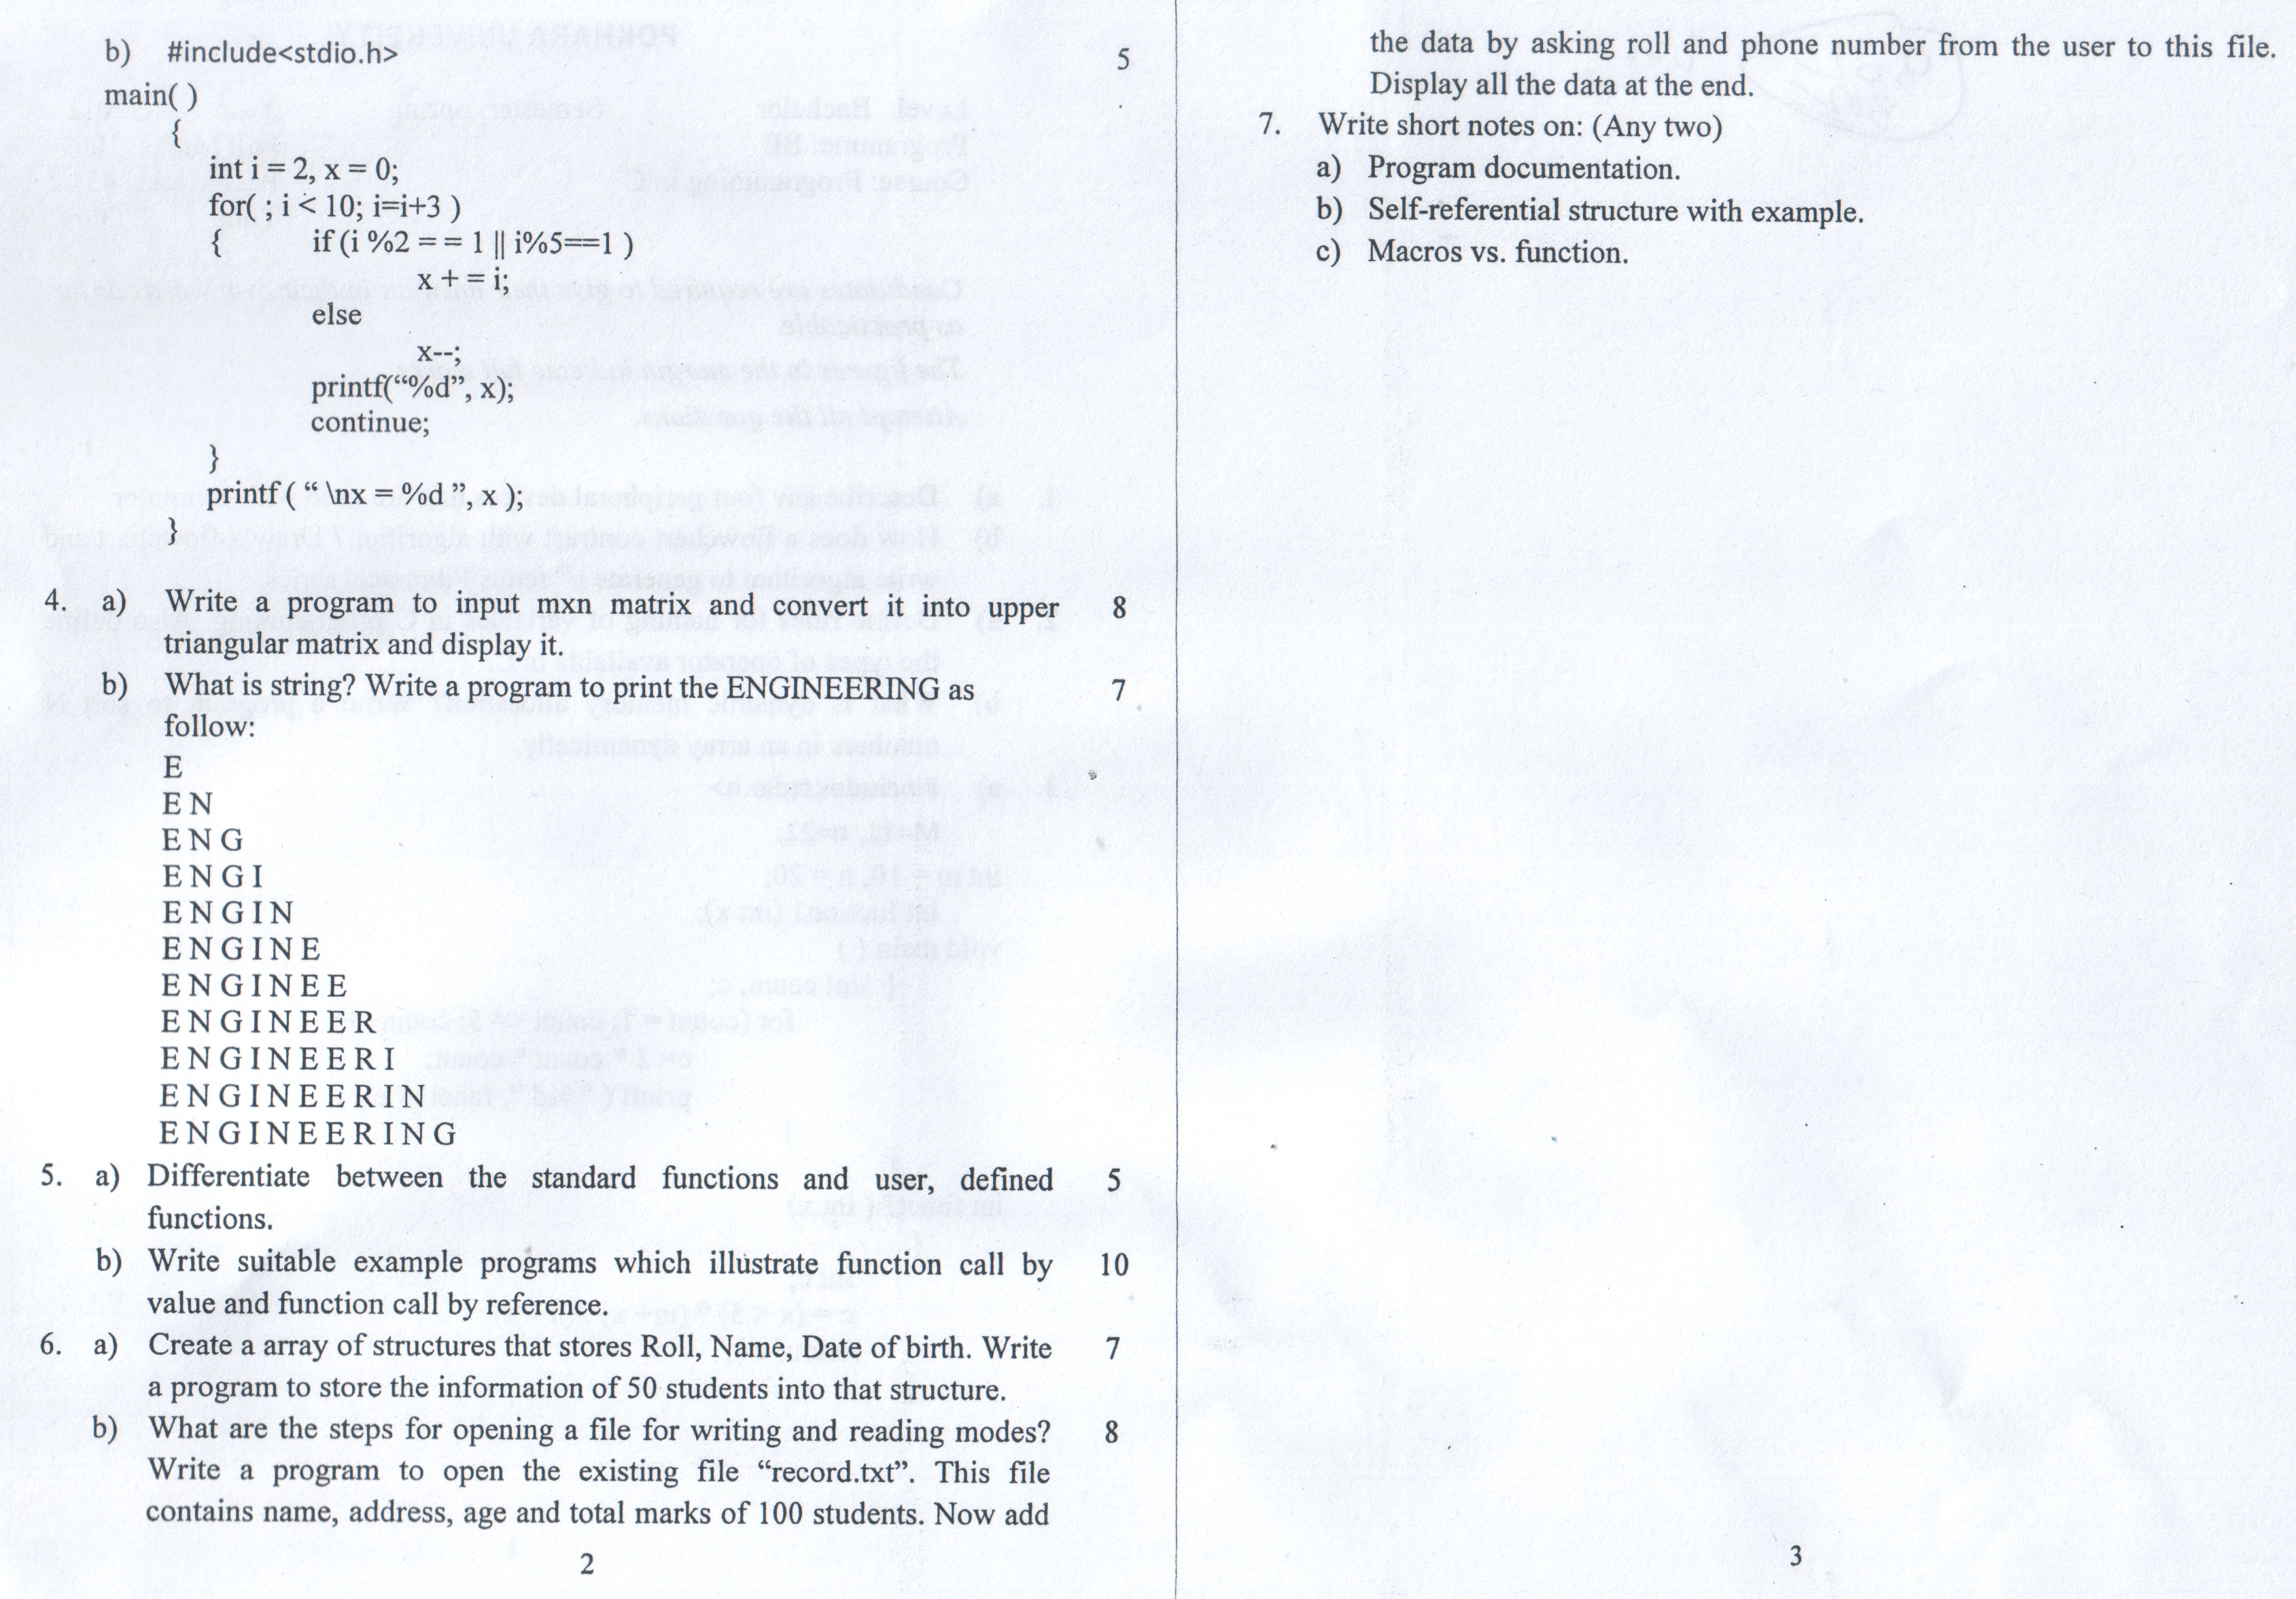 b) #include<stdio.h> 5
main( )
{
int i = 2, x = 0;
for( ; i < 10; i=i+3 )
{ if (i %2 = = 1 || i%5==1 )
x + = i;
else
x--;
printf(“%d”, x);
continue;
}
printf ( “ \nx = %d ”, x );
}
4. a) Write a program to input mxn matrix and convert it into upper 8
triangular matrix and display it.
b) What is string? Write a program to print the ENGINEERING as 7
follow:
E
E N
E N G
E N G I
E N G I N
E N G I N E
E N G I N E E
E N G I N E E R
E N G I N E E R I
E N G I N E E R I N
E N G I N E E R I N G
5. a) Differentiate between the standard functions and user, defined 5
functions.
b) Write suitable example programs which illustrate function call by 10
value and function call by reference.
6. a) Create a array of structures that stores Roll, Name, Date of birth. Write 7
a program to store the information of 50 students into that structure.
b) What are the steps for opening a file for writing and reading modes? 8
Write a program to open the existing file “record.txt”. This file
contains name, address, age and total marks of 100 students. Now add
2
the data by asking roll and phone number from the user to this file.
Display all the data at the end.
7. Write short notes on: (Any two)
a) Program documentation.
b) Self-referential structure with example.
c) Macros vs. function.
3